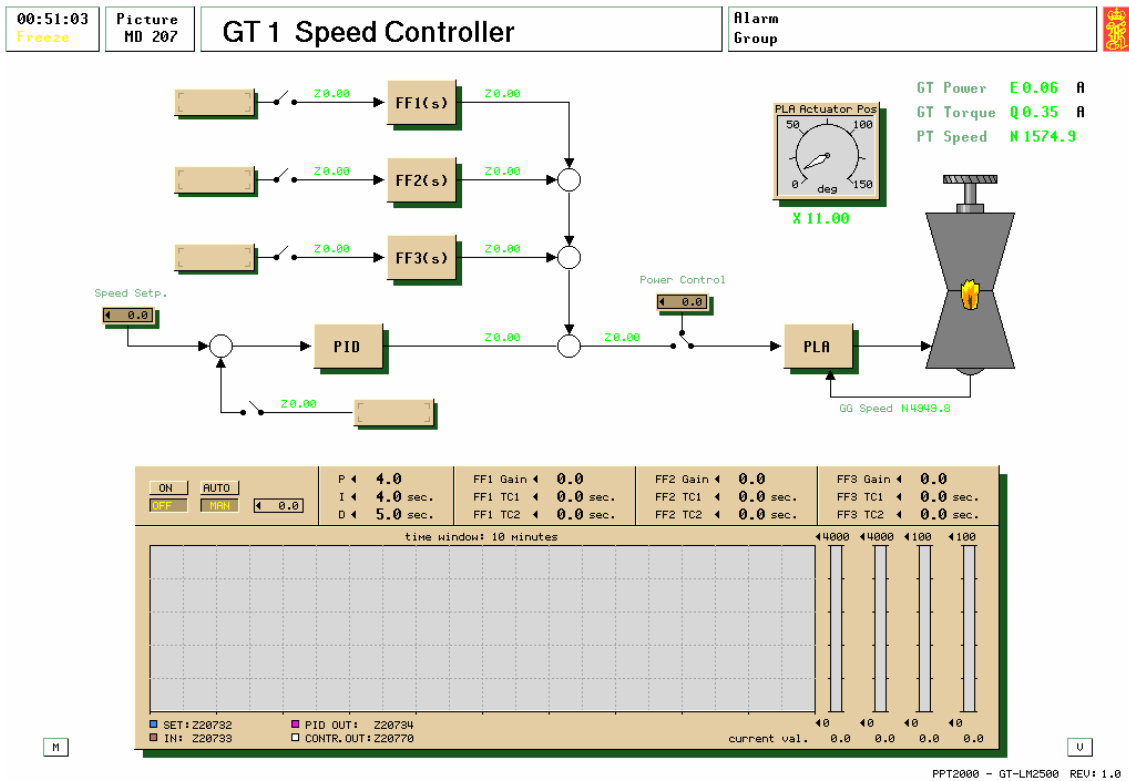 00:51:03
Freeze
Picture
MD 207
GT 1 Speed Controller
Alarm
Group
GT Power E 0.06 A
GT Torque Q 0.35 A
PT Speed N 1574.9
Z0.00 FF1(s) Z0.00
PLA Actuator Pos
50 100
0 deg 150
X 11.00
Z0.00 FF2(s) Z0.00
Z0.00 FF3(s) Z0.00
Speed Setp.
0.0
Power Control
0.0
PID Z0.00 Z0.00 PLA
Z0.00
GG Speed N4949.8
ON AUTO
OFF MAN 0.0
P 4.0
I 4.0 sec.
D 5.0 sec.
FF1 Gain 0.0
FF1 TC1 0.0 sec.
FF1 TC2 0.0 sec.
FF2 Gain 0.0
FF2 TC1 0.0 sec.
FF2 TC2 0.0 sec.
FF3 Gain 0.0
FF3 TC1 0.0 sec.
FF3 TC2 0.0 sec.
time window: 10 minutes
4000 4000 100 100
0 0 0 0
SET:Z20732 PID OUT: Z20734
IN: Z20733 CONTR.OUT:Z20770
current val. 0.0 0.0 0.0 0.0
M
V
PPT2000 - GT-LM2500 REV: 1.0